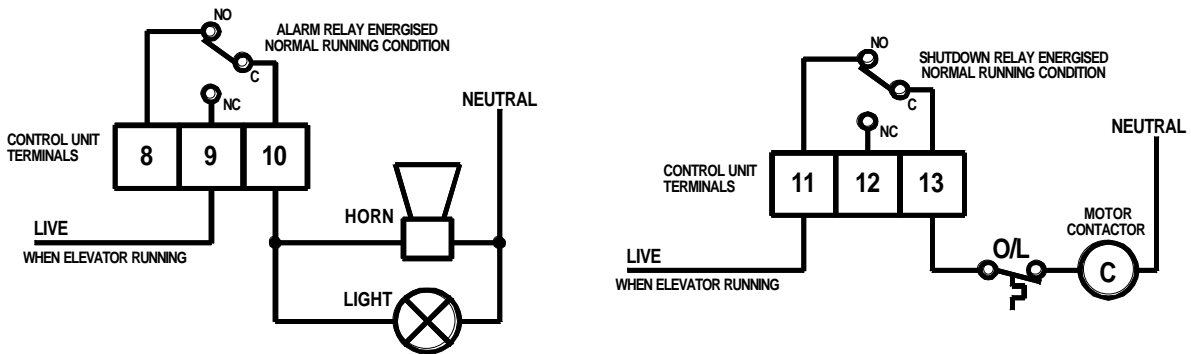 NO
ALARM RELAY ENERGISED
NORMAL RUNNING CONDITION
C
NC
NEUTRAL
CONTROL UNIT
TERMINALS
8 9 10
HORN
LIVE
WHEN ELEVATOR RUNNING
LIGHT
NO
SHUTDOWN RELAY ENERGISED
NORMAL RUNNING CONDITION
C
NC
NEUTRAL
CONTROL UNIT
TERMINALS
11 12 13
MOTOR
CONTACTOR
O/L
C
LIVE
WHEN ELEVATOR RUNNING